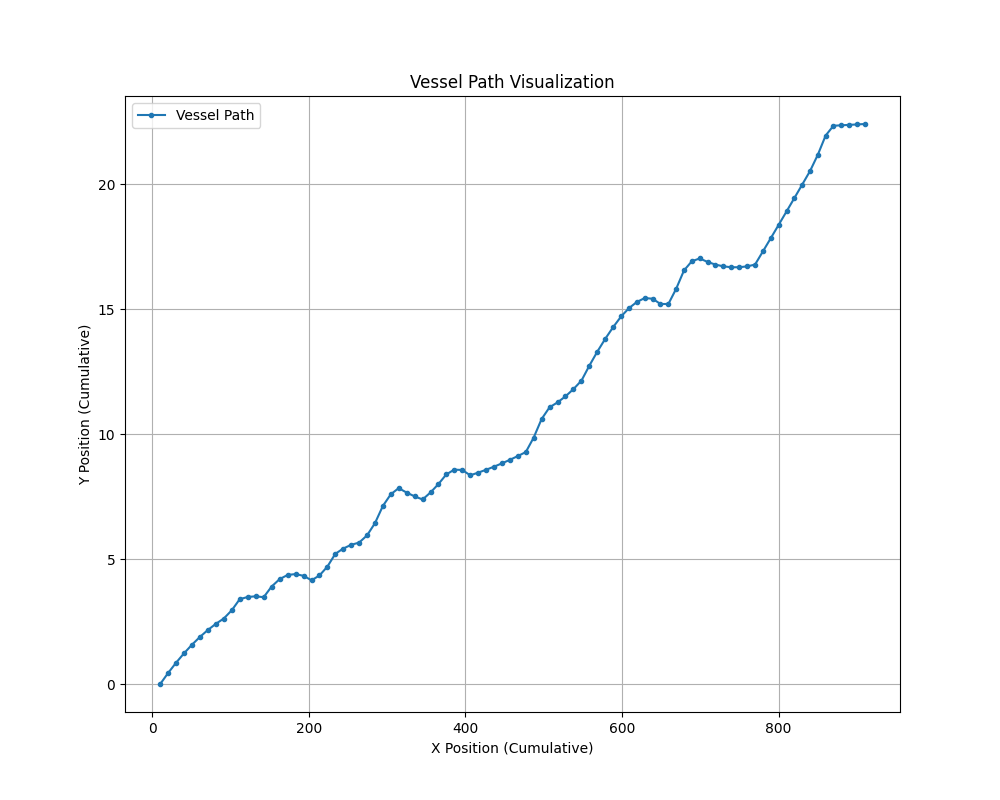 Vessel Path Visualization
Vessel Path
Y Position (Cumulative)
20
15
10
5
0
0 200 400 600 800
X Position (Cumulative)